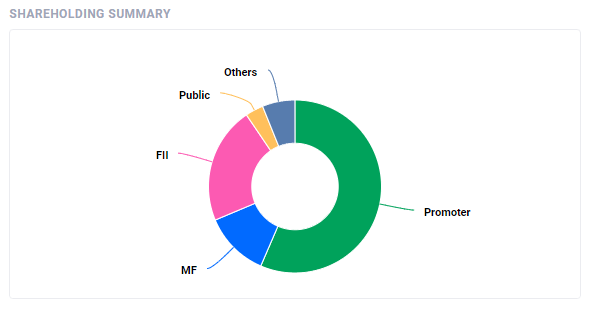 SHAREHOLDING SUMMARY
Others
Public
FII
Promoter
MF